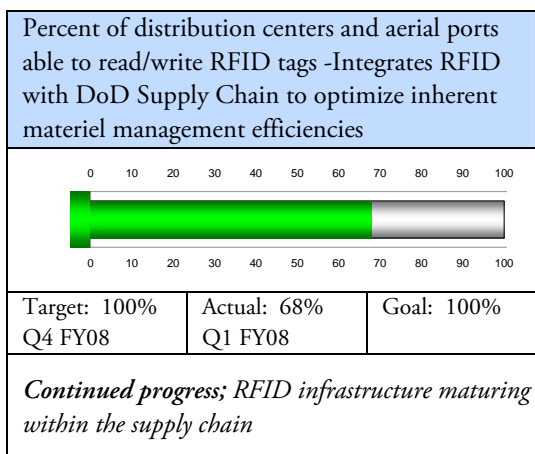 Percent of distribution centers and aerial ports
able to read/write RFID tags -Integrates RFID
with DoD Supply Chain to optimize inherent
materiel management efficiencies
0 10 20 30 40 50 60 70 80 90 100
0 10 20 30 40 50 60 70 80 90 100
Target: 100%
Q4 FY08
Actual: 68%
Q1 FY08
Goal: 100%
Continued progress; RFID infrastructure maturing
within the supply chain